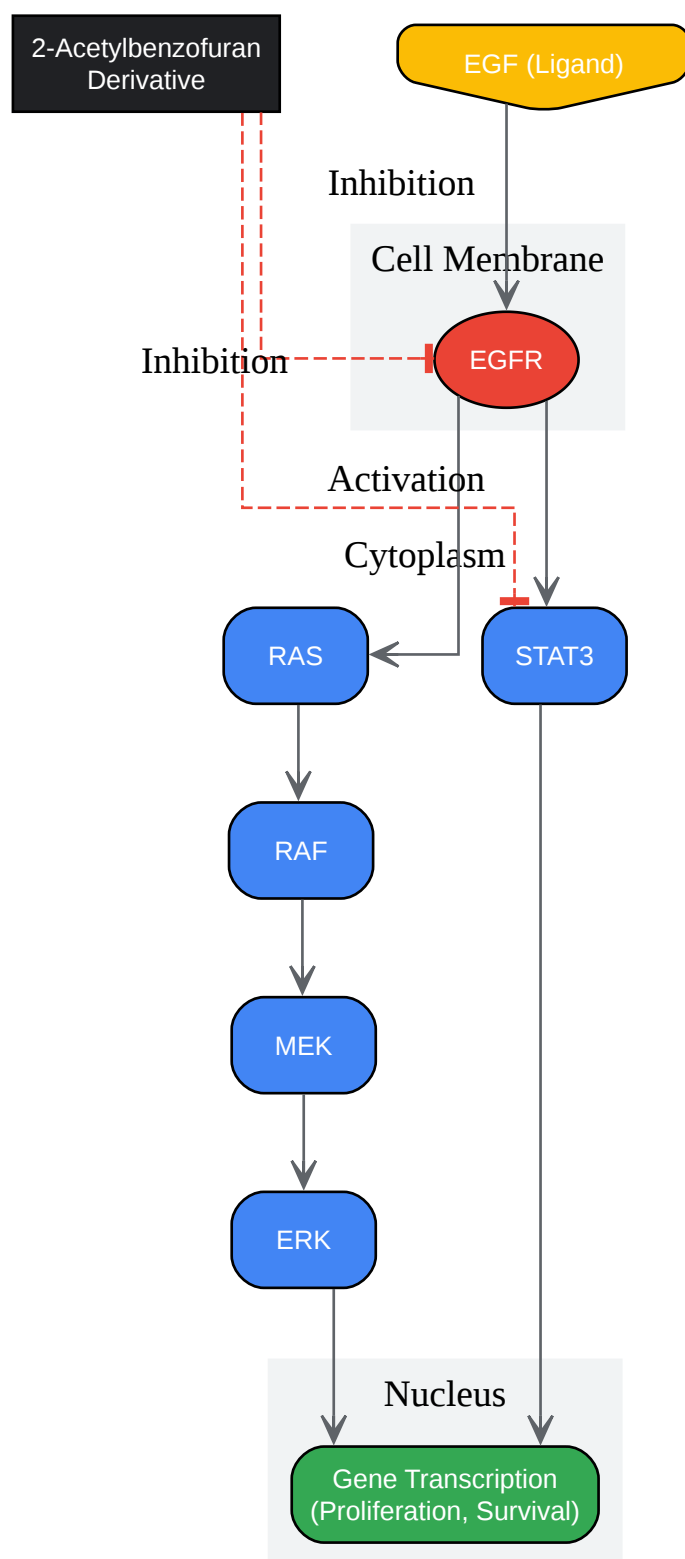 2-Acetylbenzofuran
Derivative
EGF (Ligand)
Inhibition
Cell Membrane
Inhibition
EGFR
Activation
Cytoplasm
RAS
STAT3
RAF
MEK
ERK
Nucleus
Gene Transcription
(Proliferation, Survival)